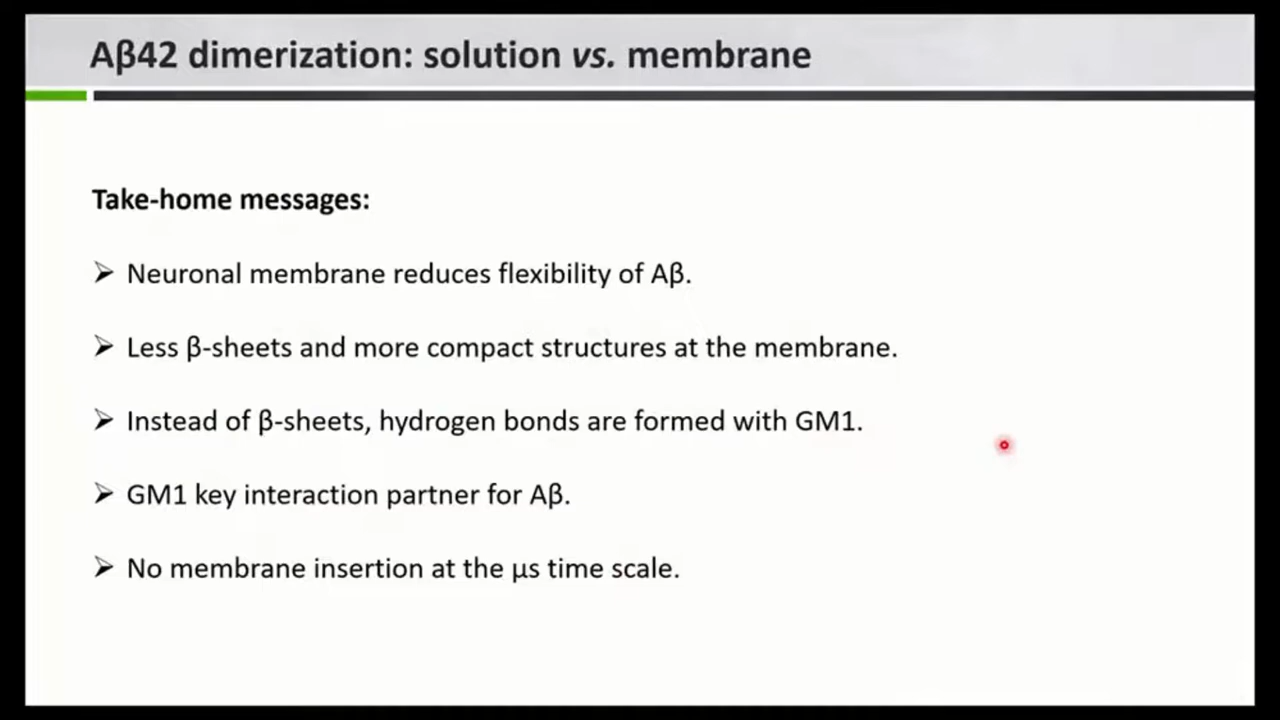 Aβ42 dimerization: solution vs. membrane
Take-home messages:
Neuronal membrane reduces flexibility of Aβ.
Less β-sheets and more compact structures at the membrane.
Instead of β-sheets, hydrogen bonds are formed with GM1.
GM1 key interaction partner for Aβ.
No membrane insertion at the μs time scale.